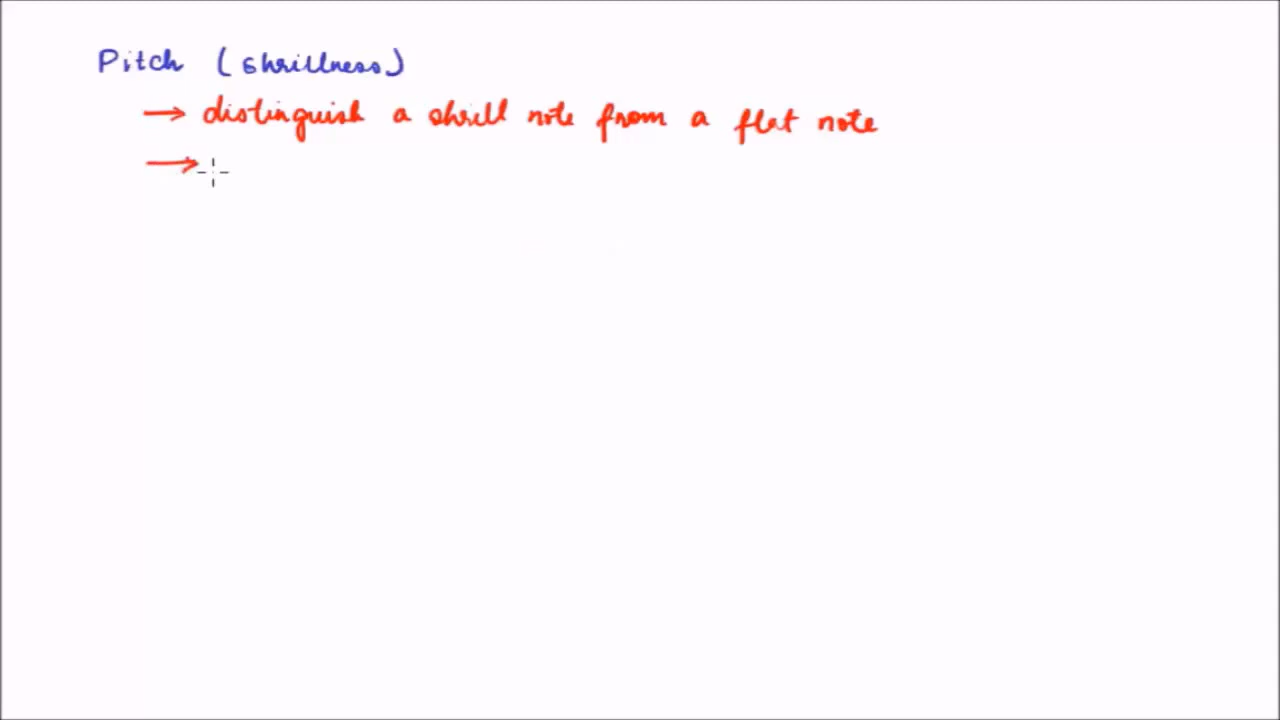 Pitch (shrillness)
→ distinguish a shrill note from a flat note
→